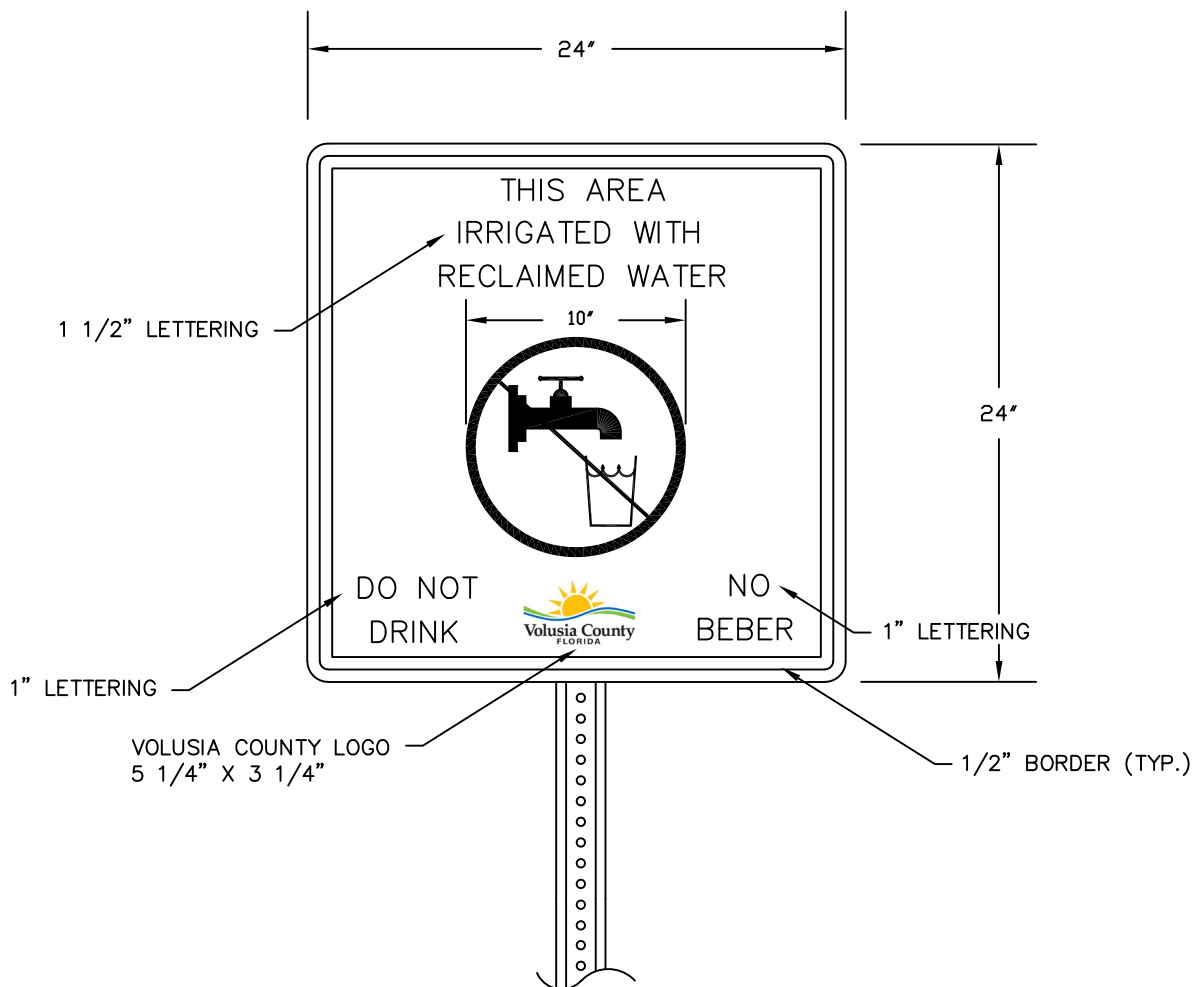 24"
THIS AREA
IRRIGATED WITH
RECLAIMED WATER
1 1/2” LETTERING
10"
24"
DO NOT
DRINK
Volusia County
FLORIDA
NO
BEBER
1” LETTERING
1” LETTERING
VOLUSIA COUNTY LOGO
5 1/4” X 3 1/4”
1/2” BORDER (TYP.)